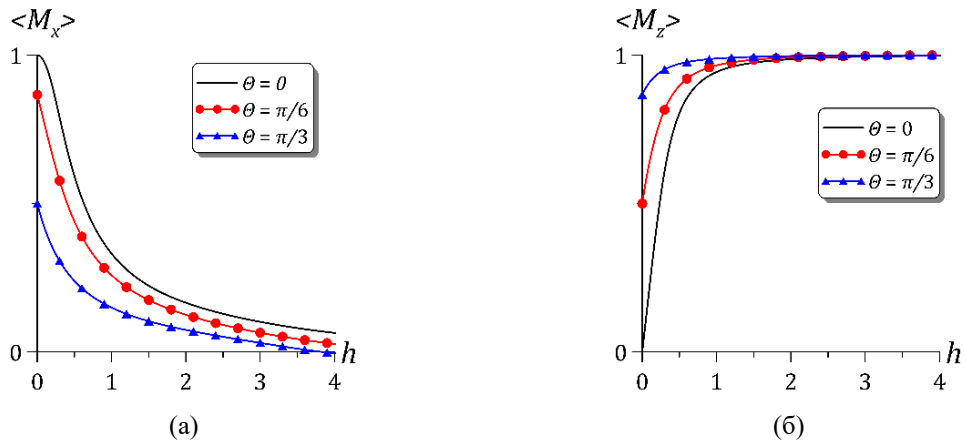 <Mx>
1
Θ = 0
Θ = π/6
Θ = π/3
0
h
0 1 2 3 4
(а)
<Mz>
1
Θ = 0
Θ = π/6
Θ = π/3
0
h
0 1 2 3 4
(б)